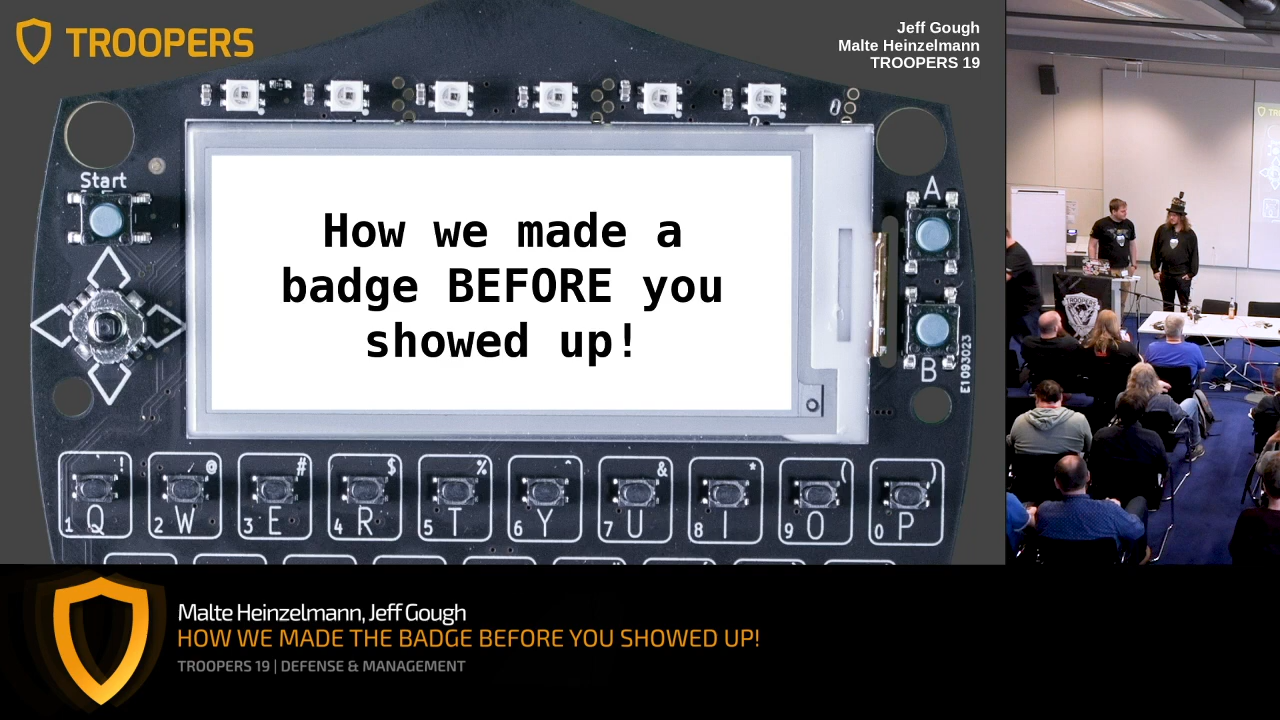 TROOPERS
Jeff Gough
Malte Heinzelmann
TROOPERS 19
Start
A
B
E1093023
How we made a
badge BEFORE you
showed up!
! @ # $ % ^ & * ( )
1 Q 2 W 3 E 4 R 5 T 6 Y 7 U 8 I 9 O 0 P
TROOPERS
Malte Heinzelmann, Jeff Gough
HOW WE MADE THE BADGE BEFORE YOU SHOWED UP!
TROOPERS 19 | DEFENSE & MANAGEMENT